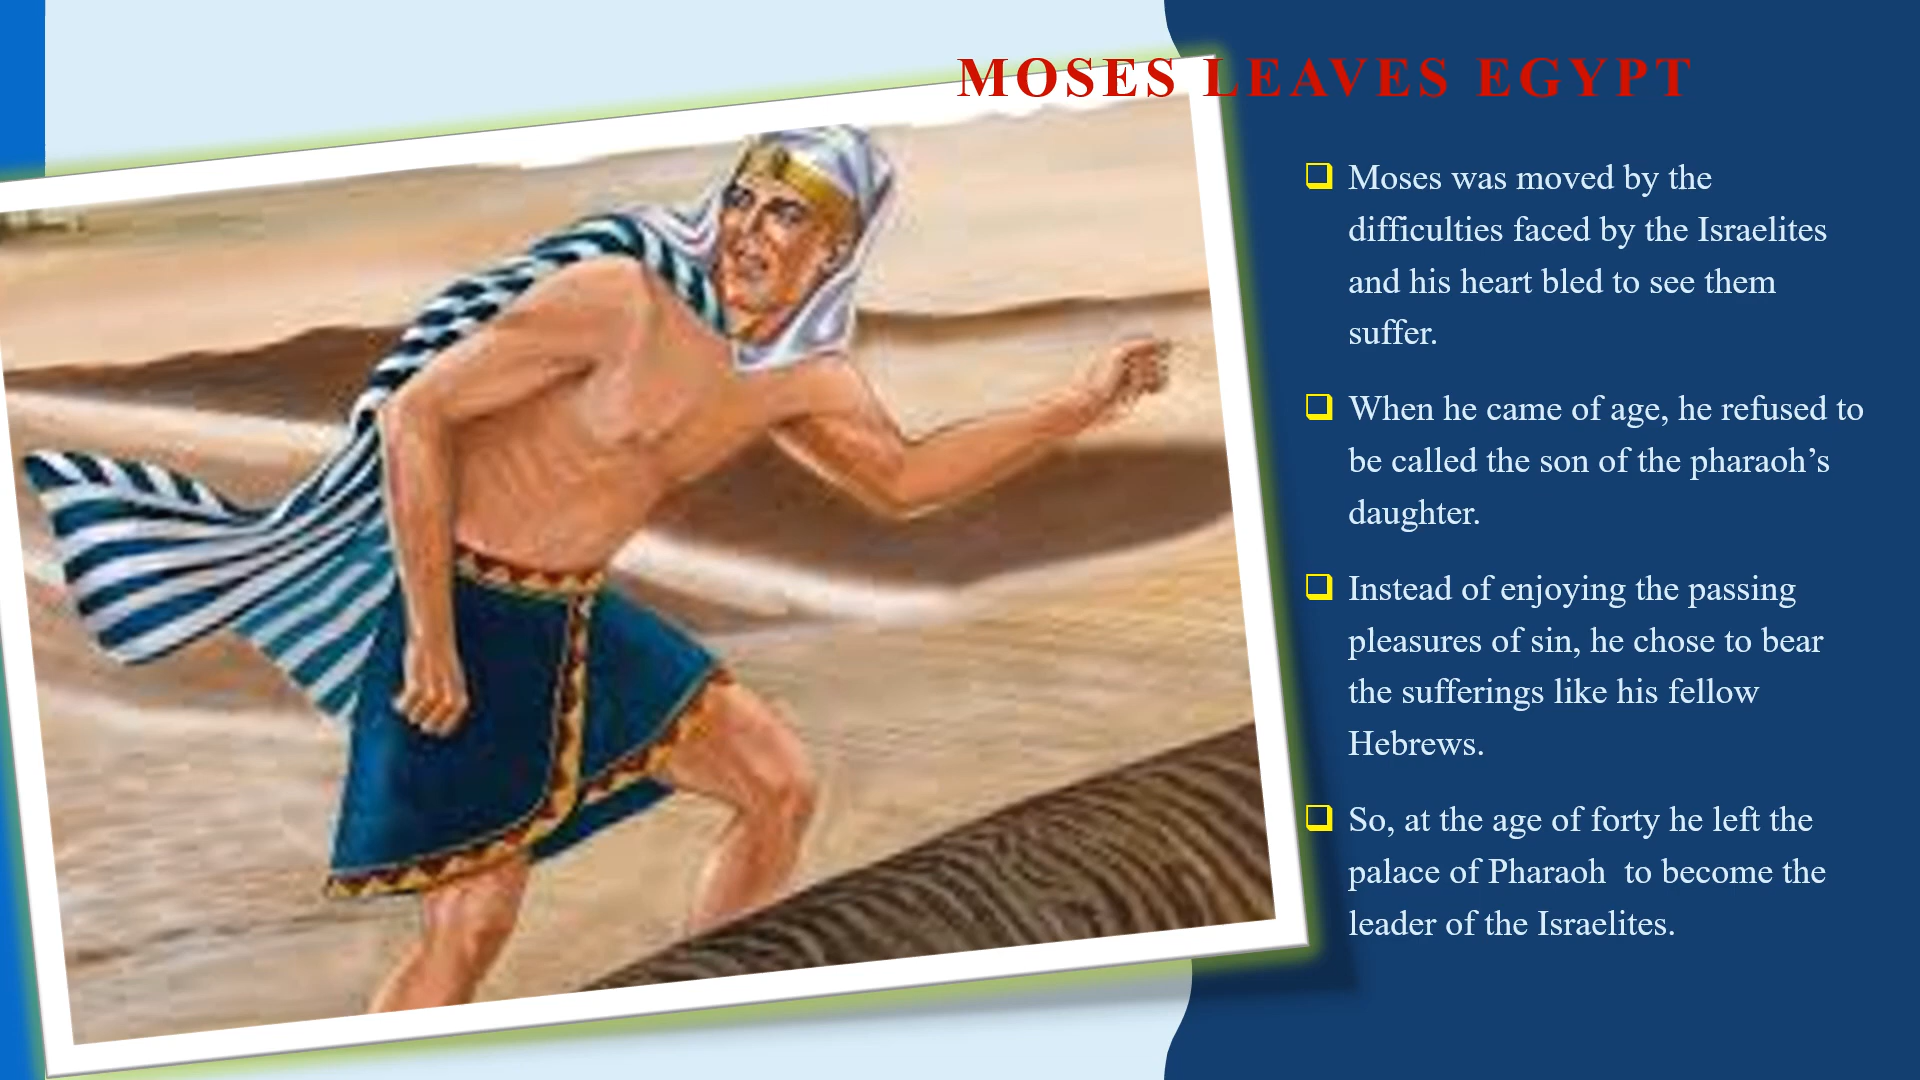 MOSES LEAVES EGYPT
Moses was moved by the
difficulties faced by the Israelites
and his heart bled to see them
suffer.
When he came of age, he refused to
be called the son of the pharaoh’s
daughter.
Instead of enjoying the passing
pleasures of sin, he chose to bear
the sufferings like his fellow
Hebrews.
So, at the age of forty he left the
palace of Pharaoh  to become the
leader of the Israelites.